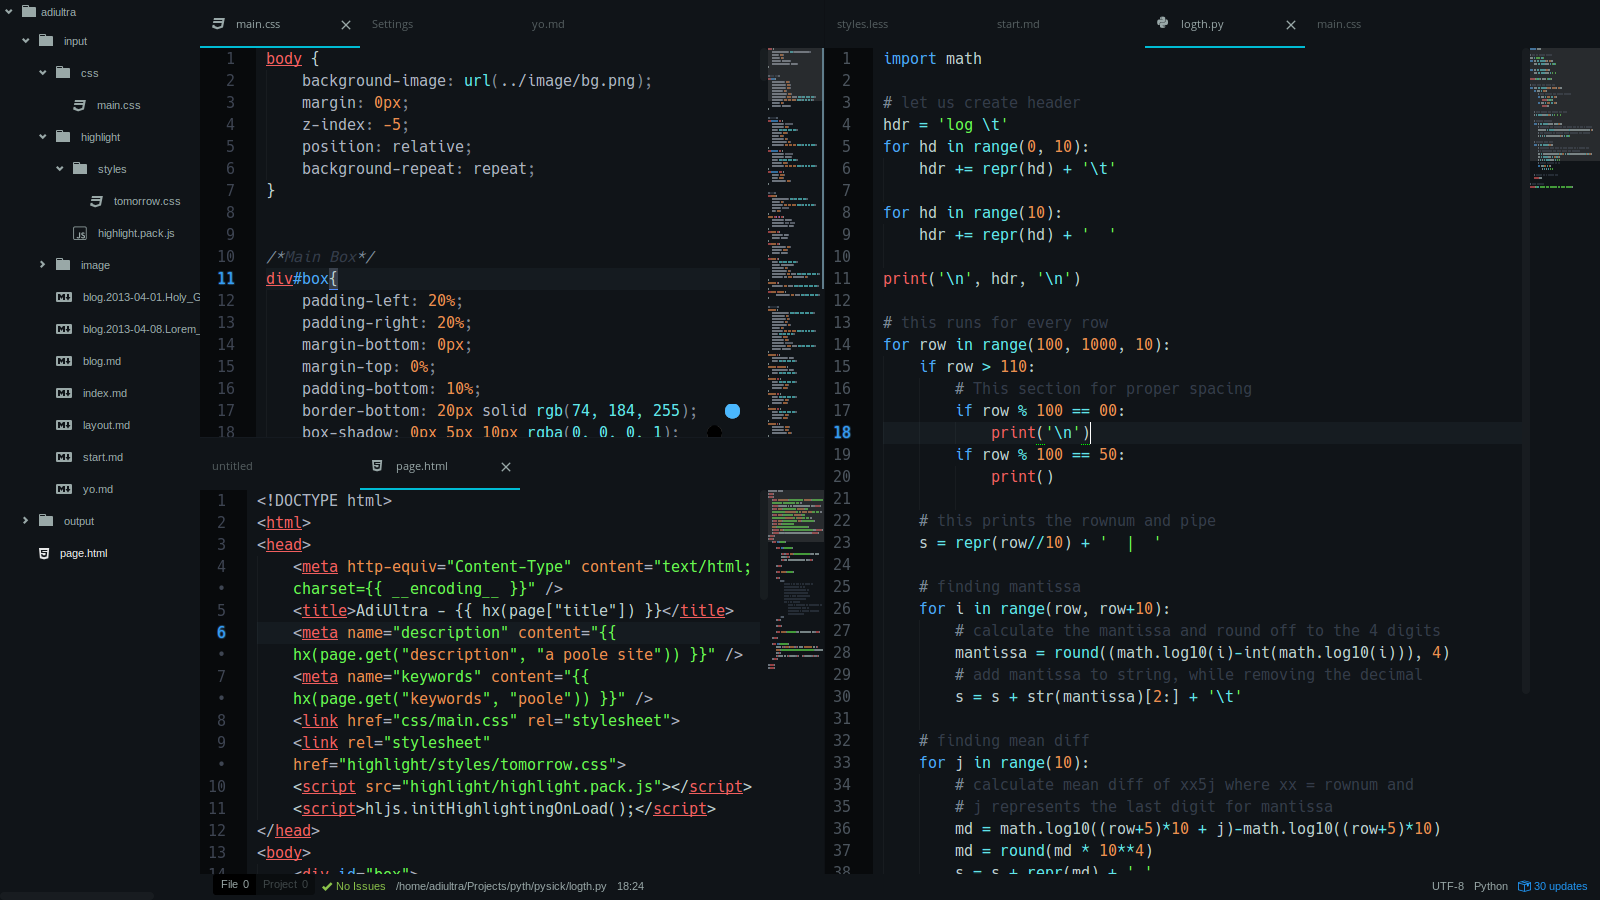 adiultra
input
css
main.css
highlight
styles
tomorrow.css
highlight.pack.js
image
blog.2013-04-01.Holy_G
blog.2013-04-08.Lorem_
blog.md
index.md
layout.md
start.md
yo.md
output
page.html
main.css
Settings
yo.md
1 body {
2 background-image: url(../image/bg.png);
3 margin: 0px;
4 z-index: -5;
5 position: relative;
6 background-repeat: repeat;
7 }
8
9
10 /*Main Box*/
11 div#box{
12 padding-left: 20%;
13 padding-right: 20%;
14 margin-bottom: 0px;
15 margin-top: 0%;
16 padding-bottom: 10%;
17 border-bottom: 20px solid rgb(74, 184, 255);
18 box-shadow: 0px 5px 10px rgba(0, 0, 0, 1);
untitled
page.html
1 <!DOCTYPE html>
2 <html>
3 <head>
4 <meta http-equiv="Content-Type" content="text/html;
• charset={{ __encoding__ }}" />
5 <title>AdiUltra - {{ hx(page["title"]) }}</title>
6 <meta name="description" content="{{
• hx(page.get("description", "a poole site")) }}" />
7 <meta name="keywords" content="{{
• hx(page.get("keywords", "poole")) }}" />
8 <link href="css/main.css" rel="stylesheet">
9 <link rel="stylesheet"
• href="highlight/styles/tomorrow.css">
10 <script src="highlight/highlight.pack.js"></script>
11 <script>hljs.initHighlightingOnLoad();</script>
12 </head>
13 <body>
14 <div id="box">
styles.less
start.md
logth.py
main.css
1 import math
2
3 # let us create header
4 hdr = 'log \t'
5 for hd in range(0, 10):
6 hdr += repr(hd) + '\t'
7
8 for hd in range(10):
9 hdr += repr(hd) + '  '
10
11 print('\n', hdr, '\n')
12
13 # this runs for every row
14 for row in range(100, 1000, 10):
15 if row > 110:
16 # This section for proper spacing
17 if row % 100 == 00:
18 print('\n')
19 if row % 100 == 50:
20 print()
21
22 # this prints the rownum and pipe
23 s = repr(row//10) + '  |  '
24
25 # finding mantissa
26 for i in range(row, row+10):
27 # calculate the mantissa and round off to the 4 digits
28 mantissa = round((math.log10(i)-int(math.log10(i))), 4)
29 # add mantissa to string, while removing the decimal
30 s = s + str(mantissa)[2:] + '\t'
31
32 # finding mean diff
33 for j in range(10):
34 # calculate mean diff of xx5j where xx = rownum and
35 # j represents the last digit for mantissa
36 md = math.log10((row+5)*10 + j)-math.log10((row+5)*10)
37 md = round(md * 10**4)
38 s = s + repr(md) + ' '
File 0
Project 0
No Issues
/home/adiultra/Projects/pyth/pysick/logth.py
18:24
UTF-8
Python
30 updates